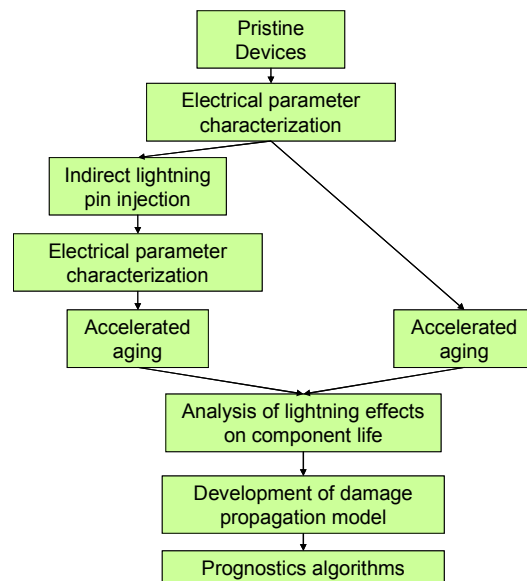 Pristine
Devices
Electrical parameter
characterization
Indirect lightning
pin injection
Electrical parameter
characterization
Accelerated
aging
Accelerated
aging
Analysis of lightning effects
on component life
Development of damage
propagation model
Prognostics algorithms